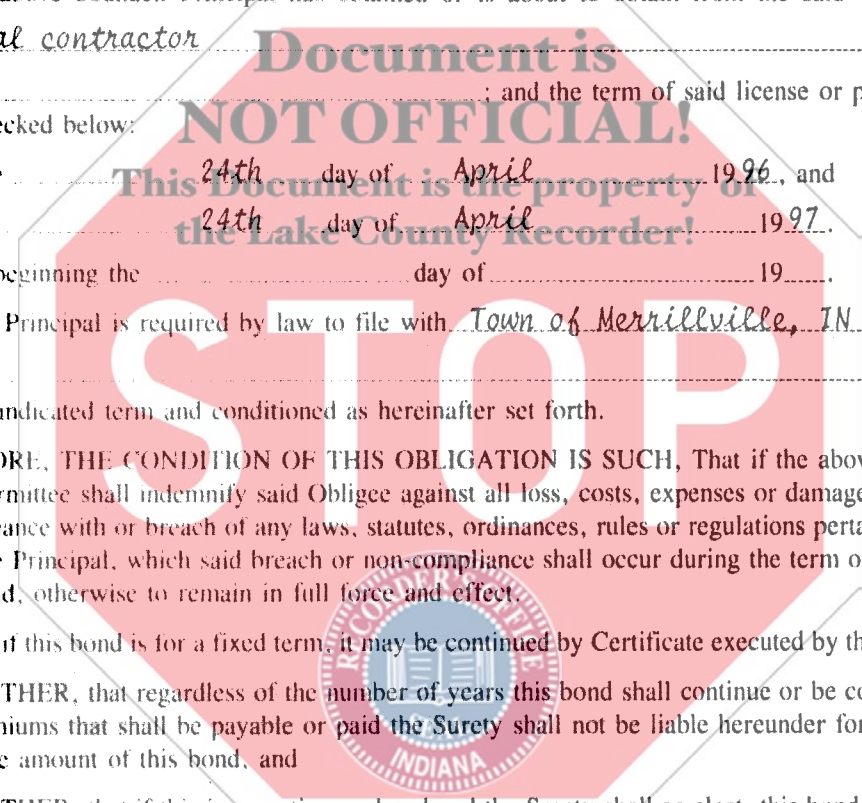 al contractor
; and the term of said license or p
ecked below:
24th day of April 1996, and
24th day of April 1997.
beginning the day of 19 .
Principal is required by law to file with Town of Merrillville, IN
indicated term and conditioned as hereinafter set forth.
ORE, THE CONDITION OF THIS OBLIGATION IS SUCH, That if the abov
rmittee shall indemnify said Obligee against all loss, costs, expenses or damage
ance with or breach of any laws, statutes, ordinances, rules or regulations perta
e Principal, which said breach or non-compliance shall occur during the term o
d, otherwise to remain in full force and effect.
if this bond is for a fixed term, it may be continued by Certificate executed by th
THER, that regardless of the number of years this bond shall continue or be co
niums that shall be payable or paid the Surety shall not be liable hereunder for
e amount of this bond, and
Document is
NOT OFFICIAL!
This Document is the property of
the Lake County Recorder!
STOP
RECORDER'S OFFICE
INDIANA